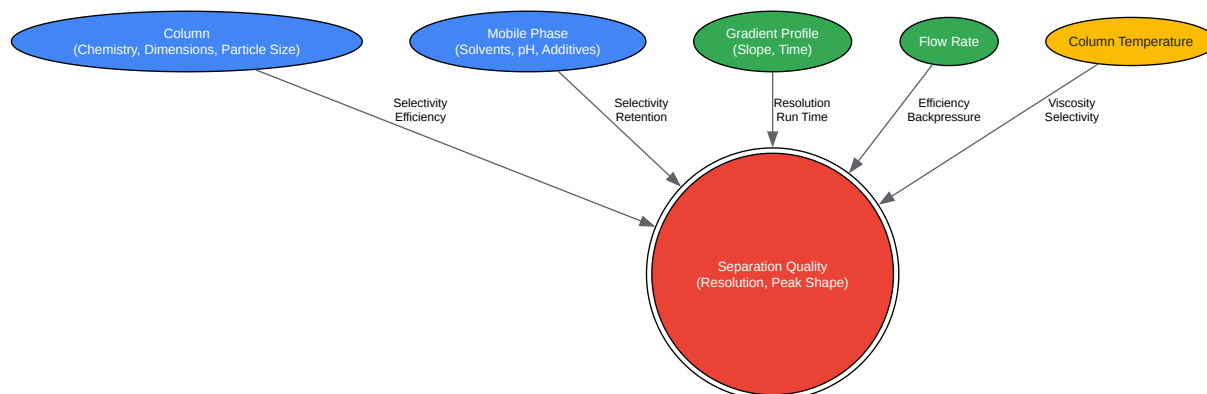 Column
(Chemistry, Dimensions, Particle Size)
Mobile Phase
(Solvents, pH, Additives)
Gradient Profile
(Slope, Time)
Flow Rate
Column Temperature
Selectivity
Efficiency
Selectivity
Retention
Resolution
Run Time
Efficiency
Backpressure
Viscosity
Selectivity
Separation Quality
(Resolution, Peak Shape)